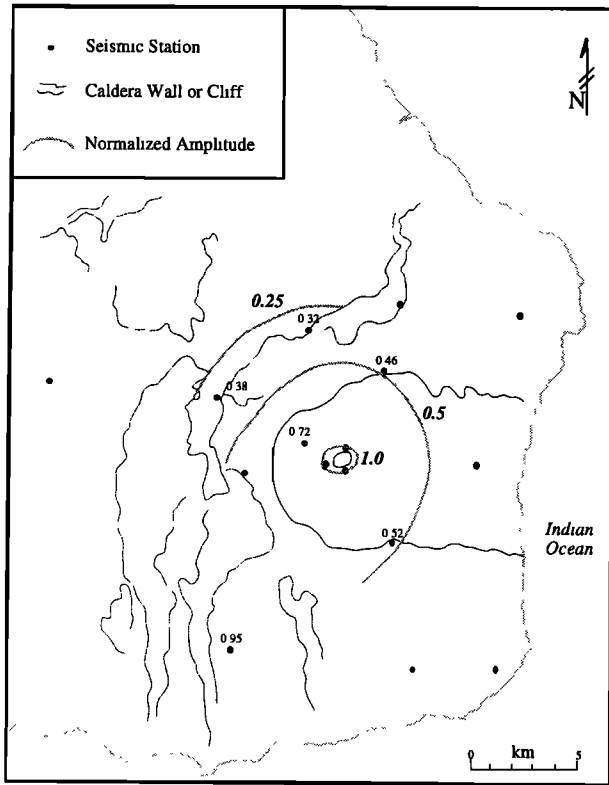 Seismic Station
Caldera Wall or Cliff
Normalized Amplitude
N
0.25
0 32
0 46
0 38
0.5
0 72
1.0
0 52
Indian
Ocean
0 95
0 5
km